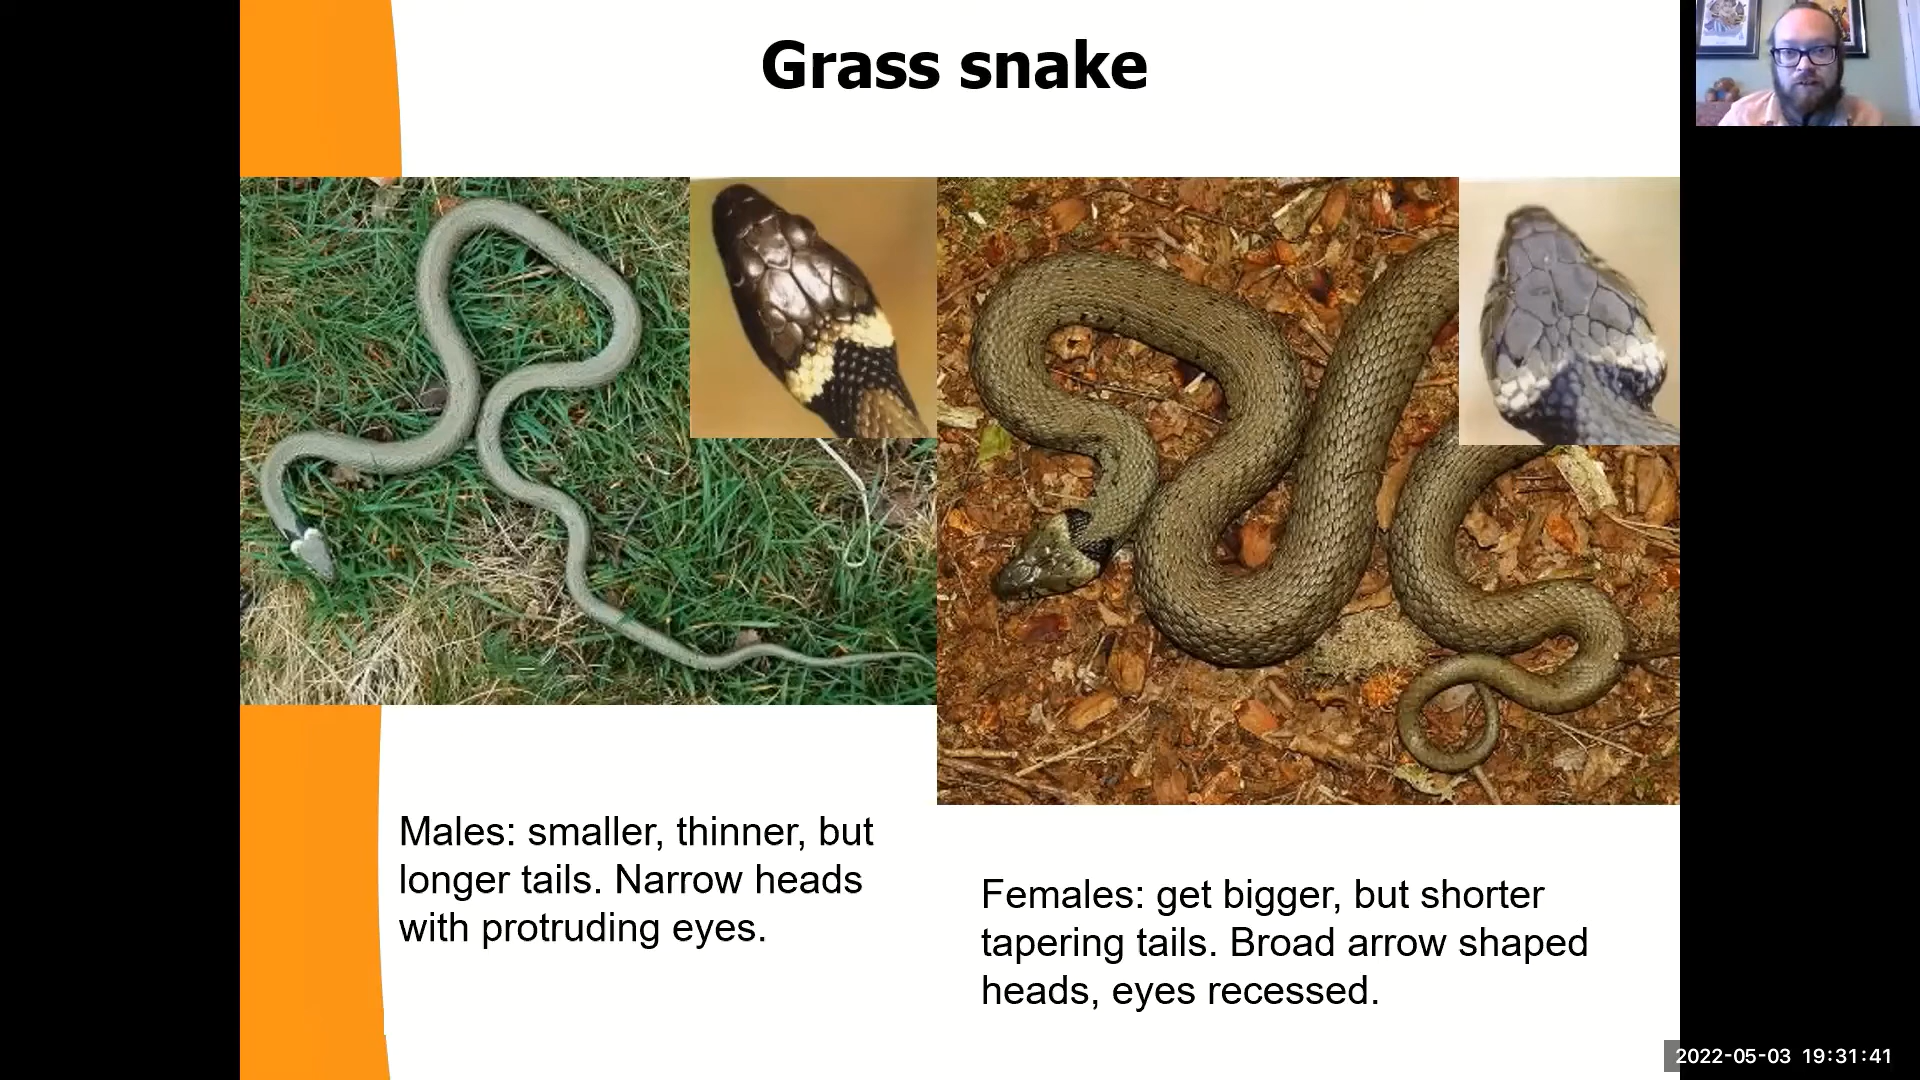 Grass snake
Males: smaller, thinner, but
longer tails. Narrow heads
with protruding eyes.
Females: get bigger, but shorter
tapering tails. Broad arrow shaped
heads, eyes recessed.
2022-05-03 19:31:41